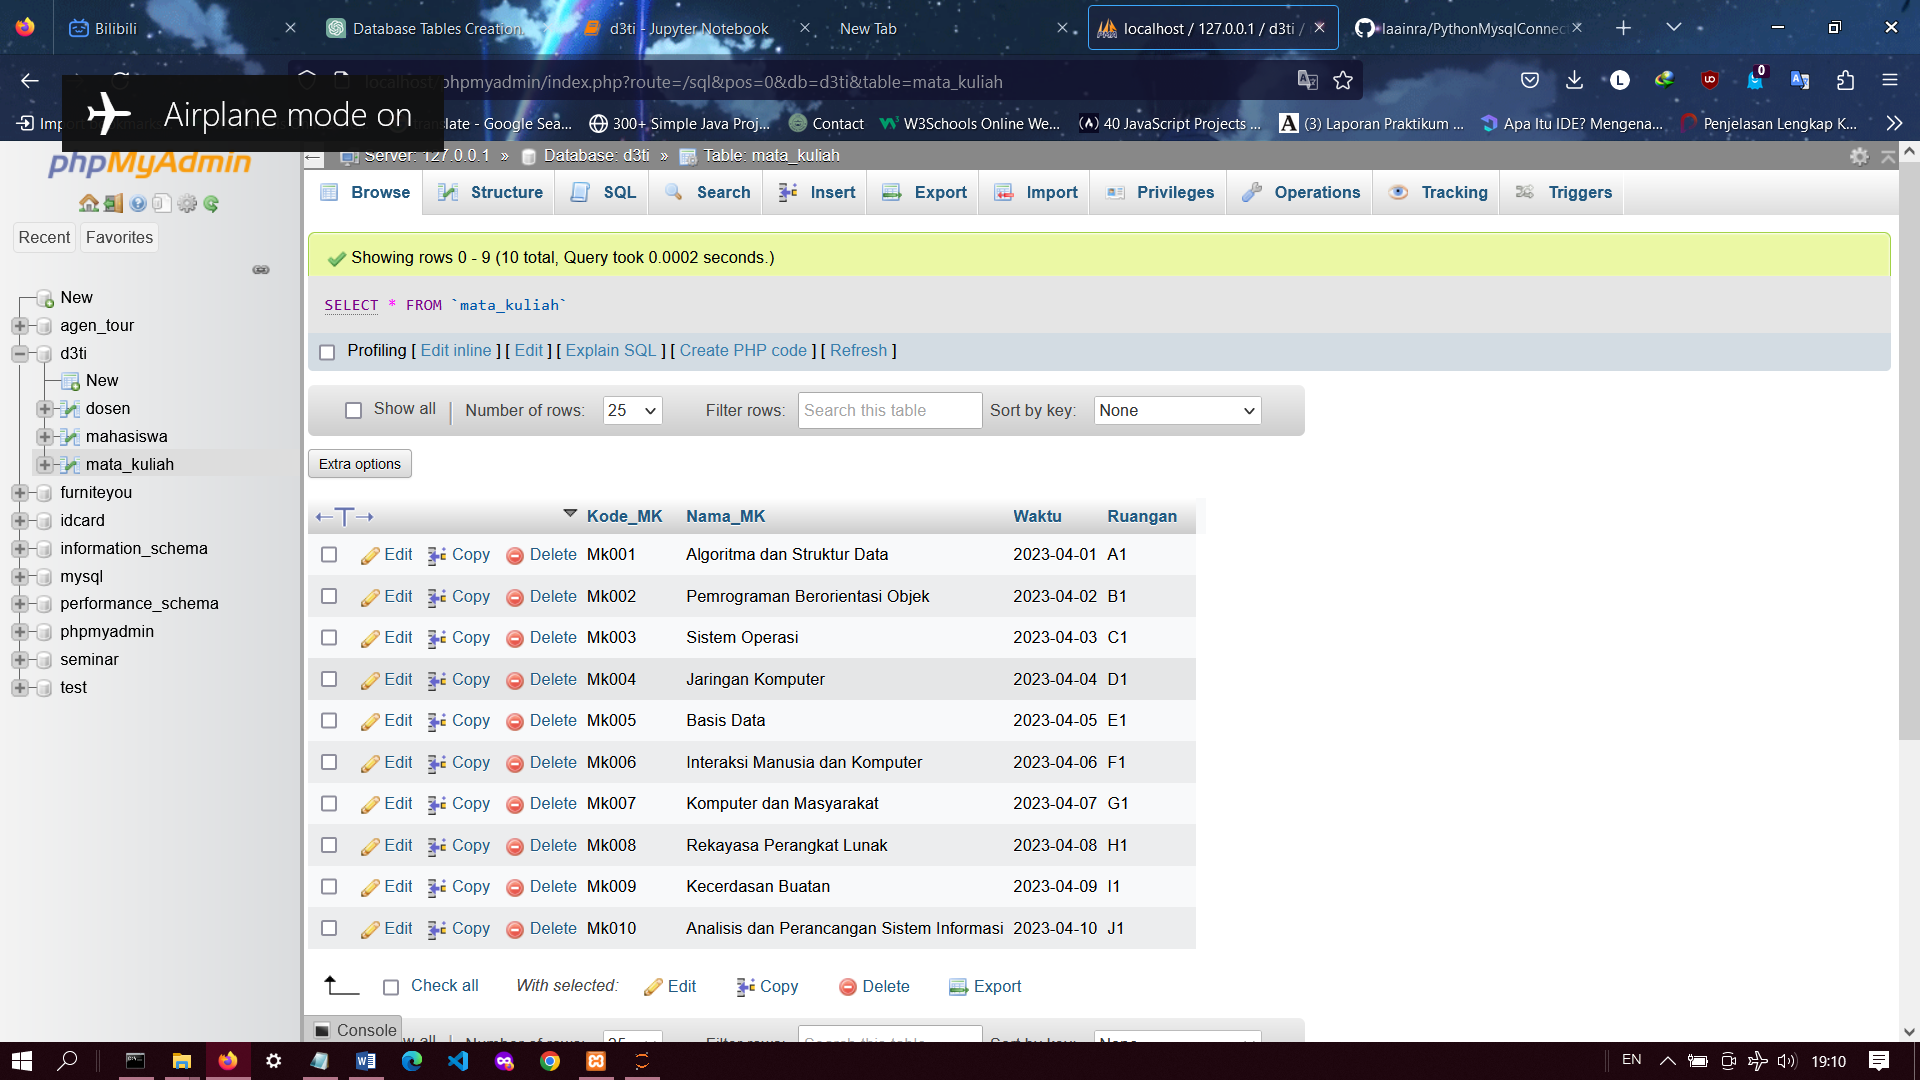 Bilibili
Database Tables Creation.
d3ti - Jupyter Notebook
New Tab
localhost / 127.0.0.1 / d3ti /
laainra/PythonMysqlConnec
localhost/phpmyadmin/index.php?route=/sql&pos=0&db=d3ti&table=mata_kuliah
0
Airplane mode on
translate - Google Sea...
300+ Simple Java Proj...
Contact
W3Schools Online We...
40 JavaScript Projects ...
(3) Laporan Praktikum ...
Apa Itu IDE? Mengena...
Penjelasan Lengkap K...
phpMyAdmin
Recent
Favorites
New
agen_tour
d3ti
New
dosen
mahasiswa
mata_kuliah
furniteyou
idcard
information_schema
mysql
performance_schema
phpmyadmin
seminar
test
Server: 127.0.0.1 » Database: d3ti » Table: mata_kuliah
Browse Structure SQL Search Insert Export Import Privileges Operations Tracking Triggers
Showing rows 0 - 9 (10 total, Query took 0.0002 seconds.)
SELECT * FROM `mata_kuliah`
Profiling [ Edit inline ] [ Edit ] [ Explain SQL ] [ Create PHP code ] [ Refresh ]
Show all | Number of rows: 25 Filter rows: Search this table Sort by key: None
Extra options
Kode_MK Nama_MK Waktu Ruangan
Edit Copy Delete Mk001 Algoritma dan Struktur Data 2023-04-01 A1
Edit Copy Delete Mk002 Pemrograman Berorientasi Objek 2023-04-02 B1
Edit Copy Delete Mk003 Sistem Operasi 2023-04-03 C1
Edit Copy Delete Mk004 Jaringan Komputer 2023-04-04 D1
Edit Copy Delete Mk005 Basis Data 2023-04-05 E1
Edit Copy Delete Mk006 Interaksi Manusia dan Komputer 2023-04-06 F1
Edit Copy Delete Mk007 Komputer dan Masyarakat 2023-04-07 G1
Edit Copy Delete Mk008 Rekayasa Perangkat Lunak 2023-04-08 H1
Edit Copy Delete Mk009 Kecerdasan Buatan 2023-04-09 I1
Edit Copy Delete Mk010 Analisis dan Perancangan Sistem Informasi 2023-04-10 J1
Check all With selected: Edit Copy Delete Export
Console
EN
19:10